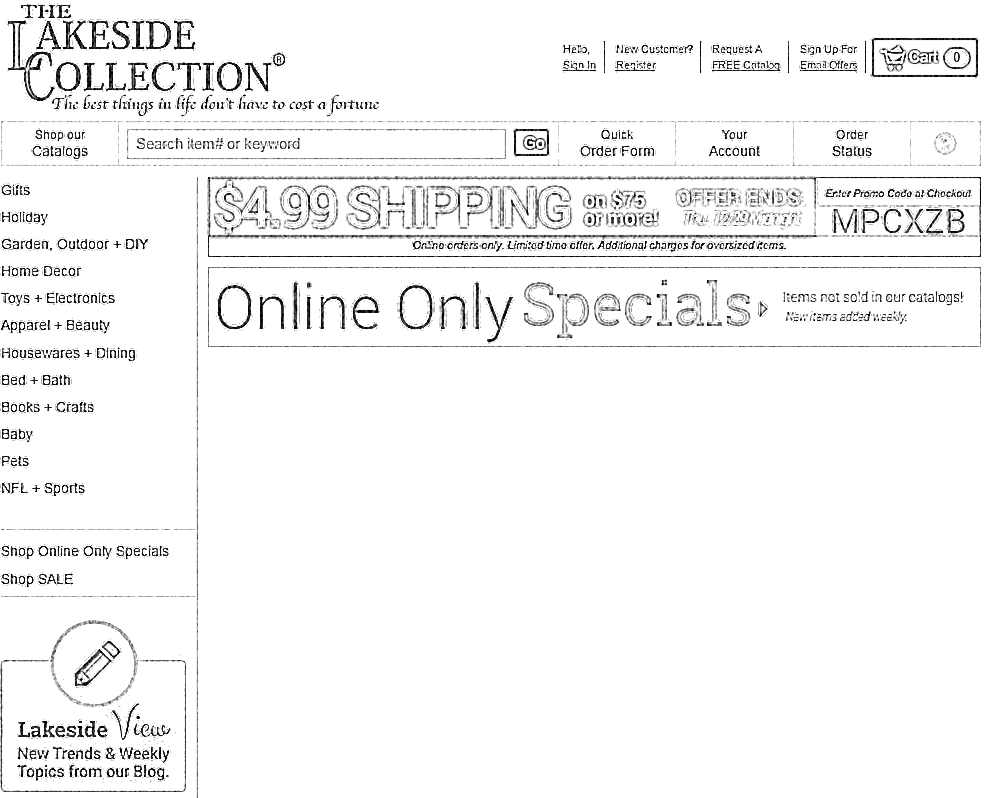 THE
LAKESIDE
COLLECTION®
The best things in life don't have to cost a fortune
Hello,
Sign In
New Customer?
Register
Request A
FREE Catalog
Sign Up For
Email Offers
Cart 0
Shop our
Catalogs
Search item# or keyword
Go
Quick
Order Form
Your
Account
Order
Status
Gifts
Holiday
Garden, Outdoor + DIY
Home Decor
Toys + Electronics
Apparel + Beauty
Housewares + Dining
Bed + Bath
Books + Crafts
Baby
Pets
NFL + Sports
Shop Online Only Specials
Shop SALE
Lakeside View
New Trends & Weekly
Topics from our Blog.
$4.99 SHIPPING
on $75
or more!
OFFER ENDS:
Enter Promo Code at Checkout
MPCXZB
Online orders only. Limited time offer. Additional charges for oversized items.
Online Only Specials
Items not sold in our catalogs!
New items added weekly.